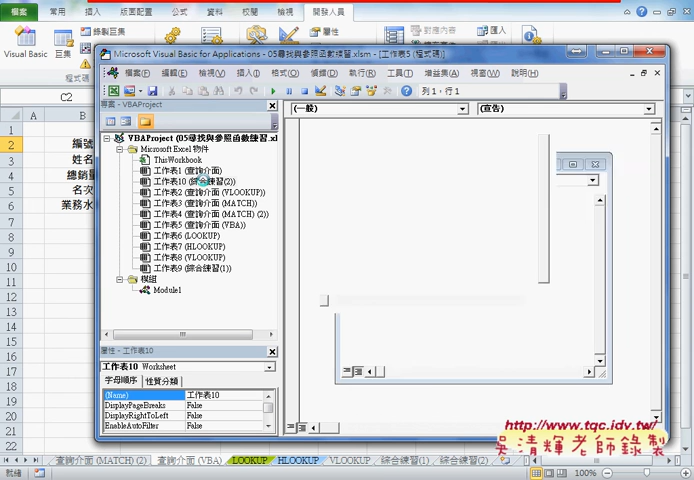 檔案 常用 插入 版面配置 公式 資料 校閱 檢視 開發人員
Visual Basic 巨集 錄製巨集 屬性 對應內容 匯入
程式碼
C2
Microsoft Visual Basic for Applications - 05尋找與參照函數練習.xlsm - [工作表5 (程式碼)]
檔案(F) 編輯(E) 檢視(V) 插入(I) 格式(O) 偵錯(D) 執行(R) 工具(T) 增益集(A) 視窗(W) 說明(H)
列 1，行 1
專案 - VBAProject
(一般) (宣告)
VBAProject (05尋找與參照函數練習.xl
Microsoft Excel 物件
ThisWorkbook
工作表1 (查詢介面)
工作表10 (綜合練習(2))
工作表2 (查詢介面 (VLOOKUP))
工作表3 (查詢介面 (MATCH))
工作表4 (查詢介面 (MATCH) (2))
工作表5 (查詢介面 (VBA))
工作表6 (LOOKUP)
工作表7 (HLOOKUP)
工作表8 (VLOOKUP)
工作表9 (綜合練習(1))
模組
Module1
屬性 - 工作表10
工作表10 Worksheet
字母順序 性質分類
(Name) 工作表10
DisplayPageBreaks False
DisplayRightToLeft False
EnableAutoFilter False
A B
1
2 編號
3 姓名
4 總銷量
5 名次
6 業務水
7
8
9
10
11
12
13
14
15
16
17
18
19
20
21
22
http://www.tqc.idv.tw/
吳清輝老師錄製
查詢介面 (MATCH) (2) 查詢介面 (VBA) LOOKUP HLOOKUP VLOOKUP 綜合練習(1) 綜合練習(2)
就緒 100%